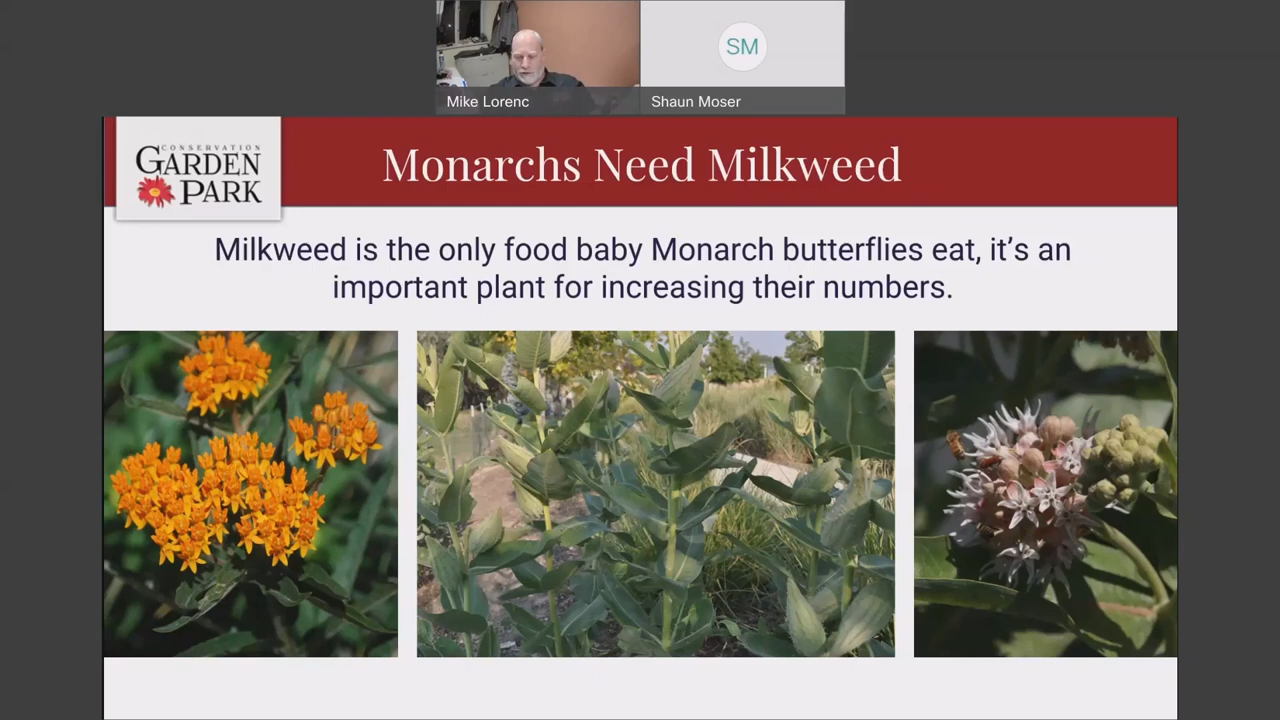 SM
Mike Lorenc
Shaun Moser
CONSERVATION
GARDEN
PARK
Monarchs Need Milkweed
Milkweed is the only food baby Monarch butterflies eat, it’s an
important plant for increasing their numbers.